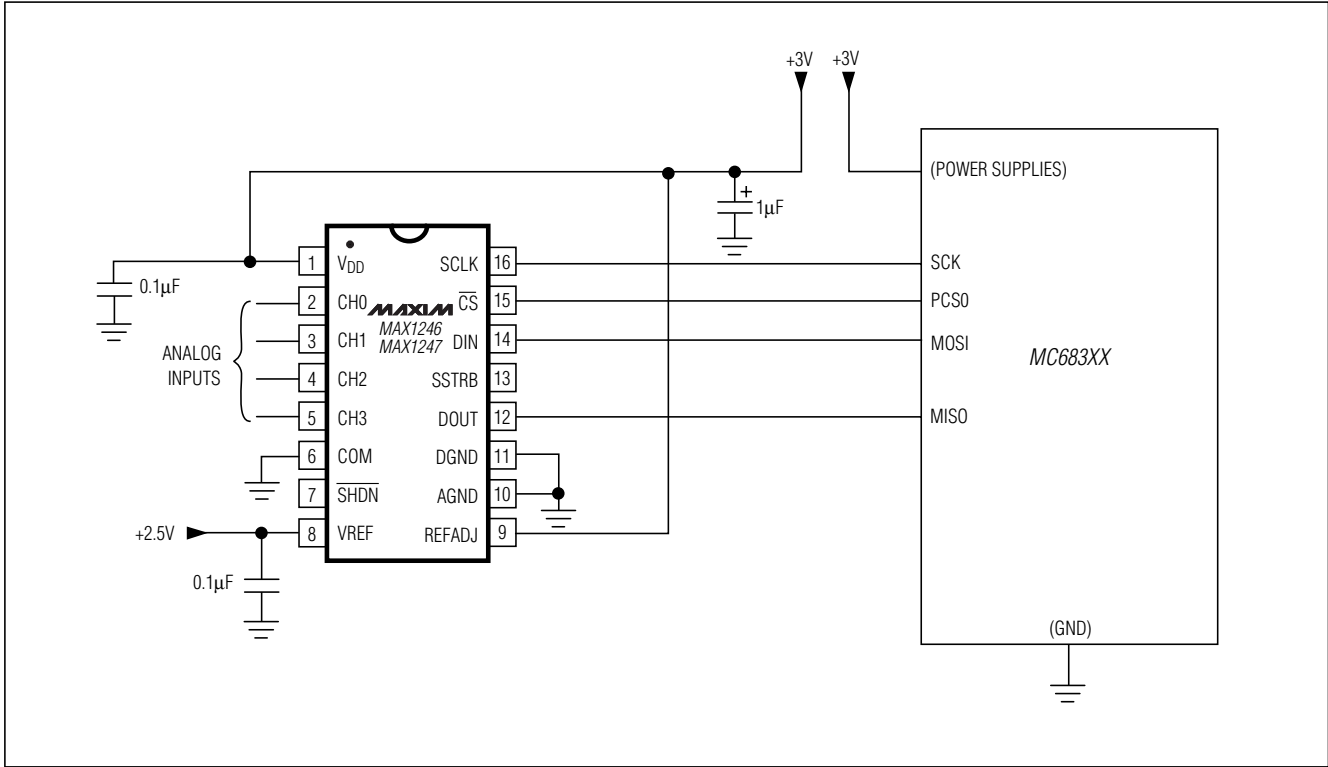 +3V +3V
(POWER SUPPLIES)
+
1µF
1 VDD SCLK 16 SCK
0.1µF
2 CH0 MAXIM CS 15 PCS0
MAX1246
3 CH1 MAX1247 DIN 14 MOSI
MC683XX
ANALOG
INPUTS
4 CH2 SSTRB 13
5 CH3 DOUT 12 MISO
6 COM DGND 11
7 SHDN AGND 10
+2.5V 8 VREF REFADJ 9
0.1µF
(GND)